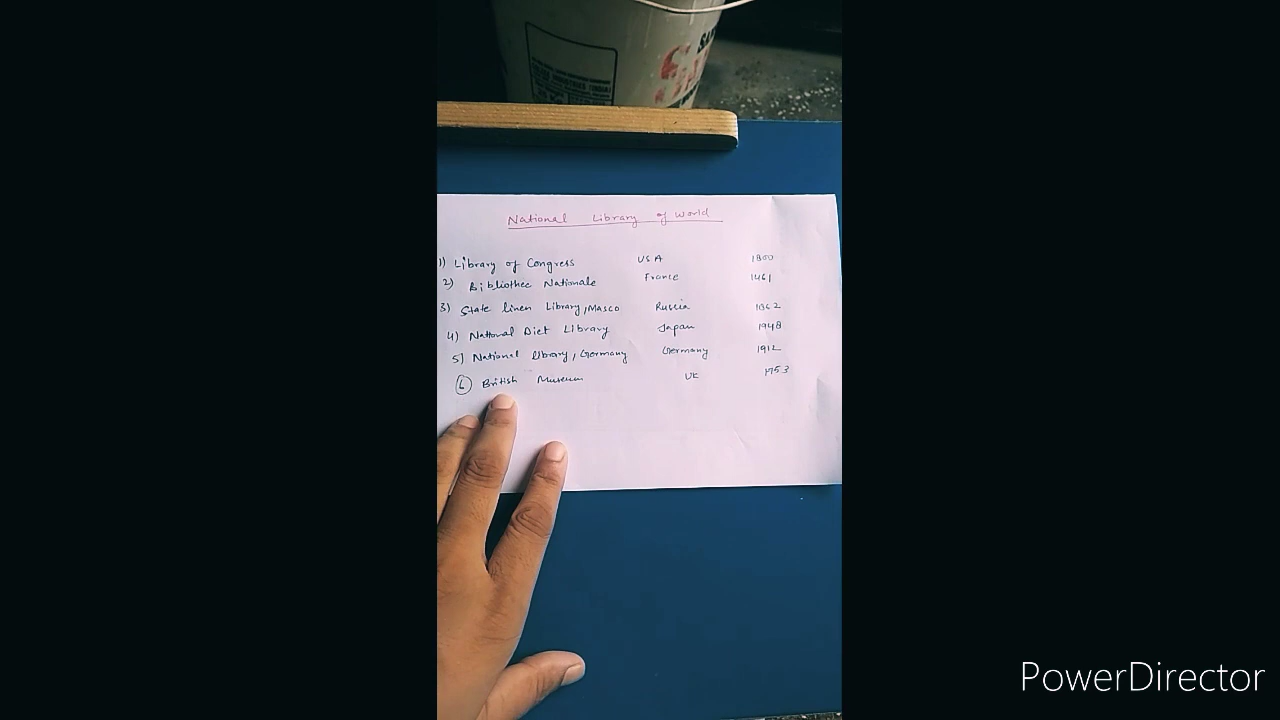 National Library of World
1) Library of Congress USA 1800
2) Bibliothec Nationale France 1461
3) State linen Library, Masco Russia 1862
4) National Diet Library Japan 1948
5) National library, Germany Germany 1912
6 British Museum UK 1753
PowerDirector